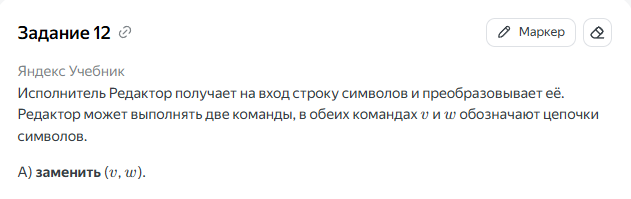 Задание 12
Маркер
Яндекс Учебник
Исполнитель Редактор получает на вход строку символов и преобразовывает её.
Редактор может выполнять две команды, в обеих командах v и w обозначают цепочки
символов.
А) заменить (v, w).